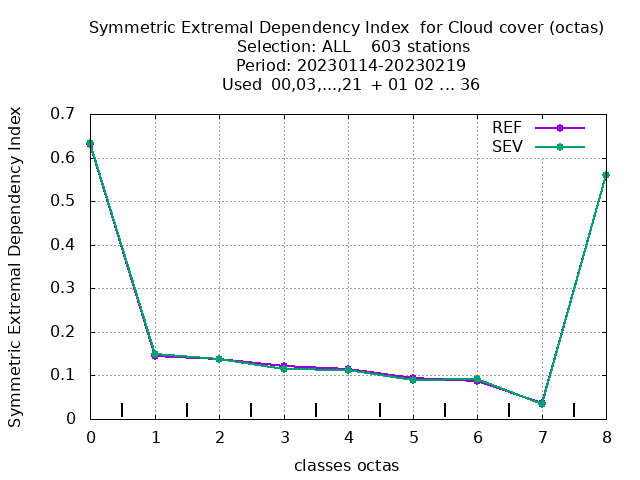 Symmetric Extremal Dependency Index  for Cloud cover (octas)
Selection: ALL    603 stations
Period: 20230114-20230219
Used  00,03,...,21  + 01 02 ... 36
Symmetric Extremal Dependency Index
0.7
0.6
0.5
0.4
0.3
0.2
0.1
0
REF
SEV
0 1 2 3 4 5 6 7 8
classes octas